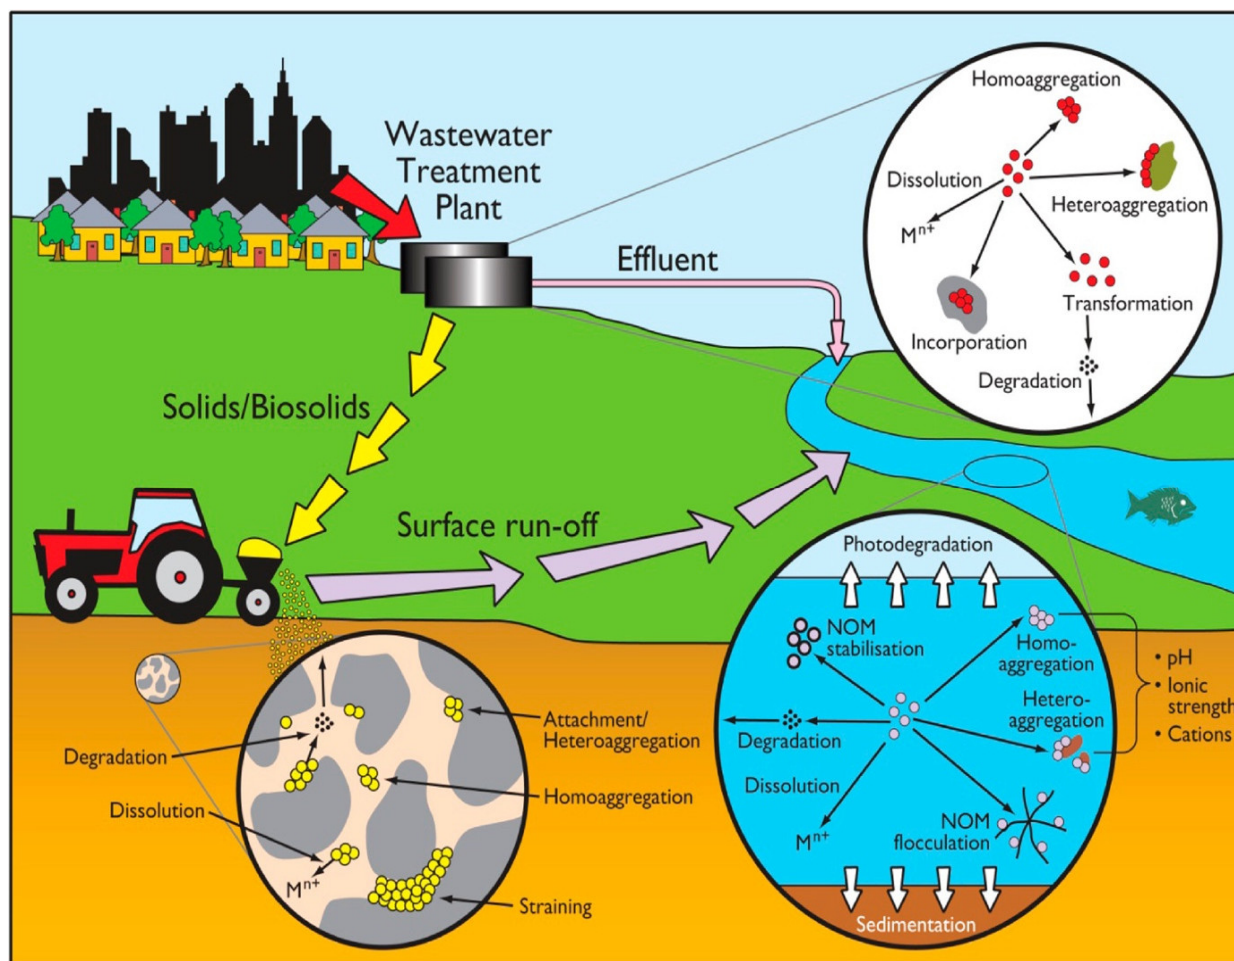 Wastewater
Treatment
Plant
Effluent
Solids/Biosolids
Surface run-off
Homoaggregation
Dissolution
Heteroaggregation
Mⁿ⁺
Transformation
Incorporation
Degradation
Photodegradation
NOM
stabilisation
Homo-
aggregation
Hetero-
aggregation
• pH
• Ionic
strength
• Cations
Degradation
Dissolution
Mⁿ⁺
NOM
flocculation
Sedimentation
Attachment/
Heteroaggregation
Degradation
Homoaggregation
Dissolution
Mⁿ⁺
Straining